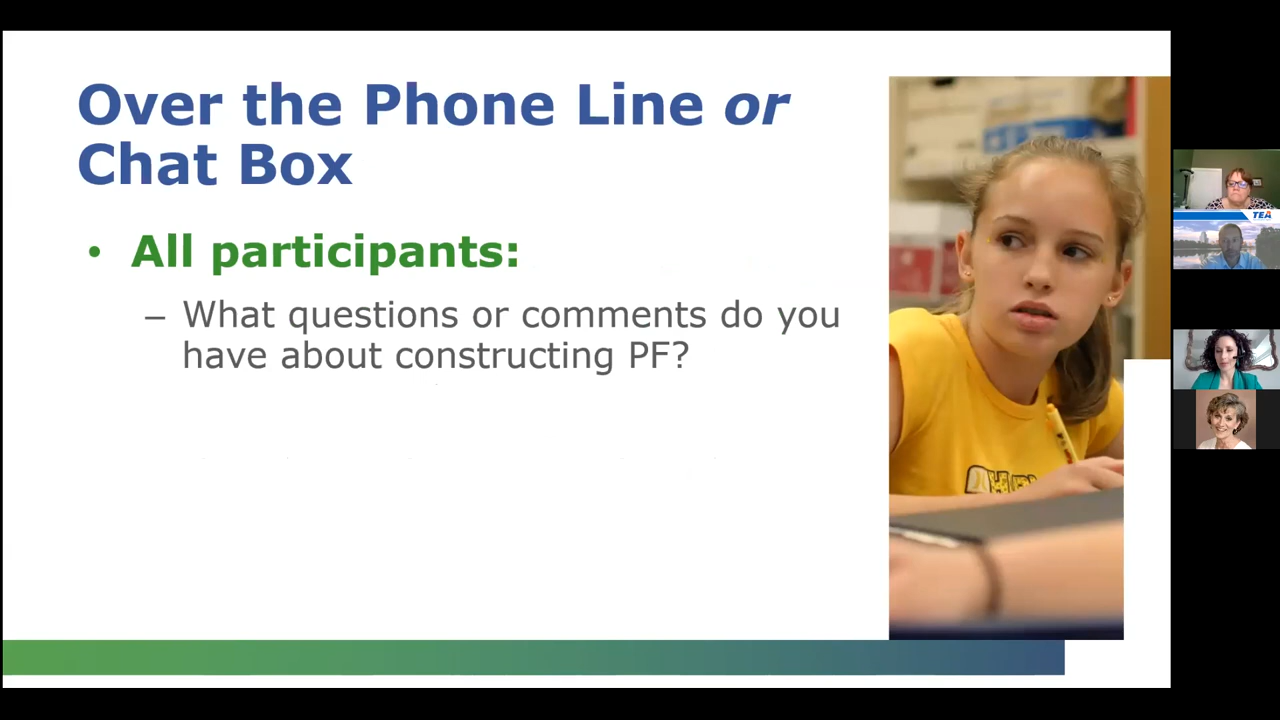 Over the Phone Line or
Chat Box
• All participants:
– What questions or comments do you
have about constructing PF?
TEA